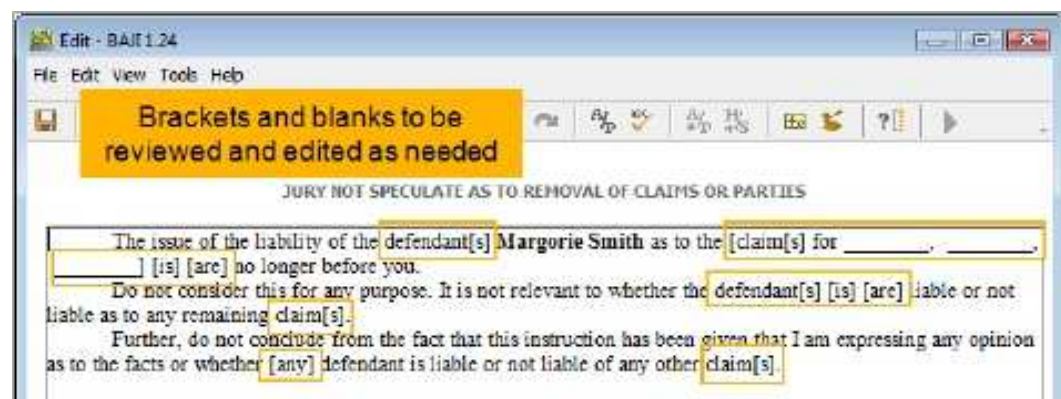 Edit - BAJI 1.24
File Edit View Tools Help
Brackets and blanks to be
reviewed and edited as needed
JURY NOT SPECULATE AS TO REMOVAL OF CLAIMS OR PARTIES
The issue of the liability of the defendant[s] Margorie Smith as to the [claim[s] for ________, ________,
________] [is] [are] no longer before you.
Do not consider this for any purpose. It is not relevant to whether the defendant[s] [is] [are] liable or not
liable as to any remaining claim[s].
Further, do not conclude from the fact that this instruction has been given that I am expressing any opinion
as to the facts or whether [any] defendant is liable or not liable of any other claim[s].